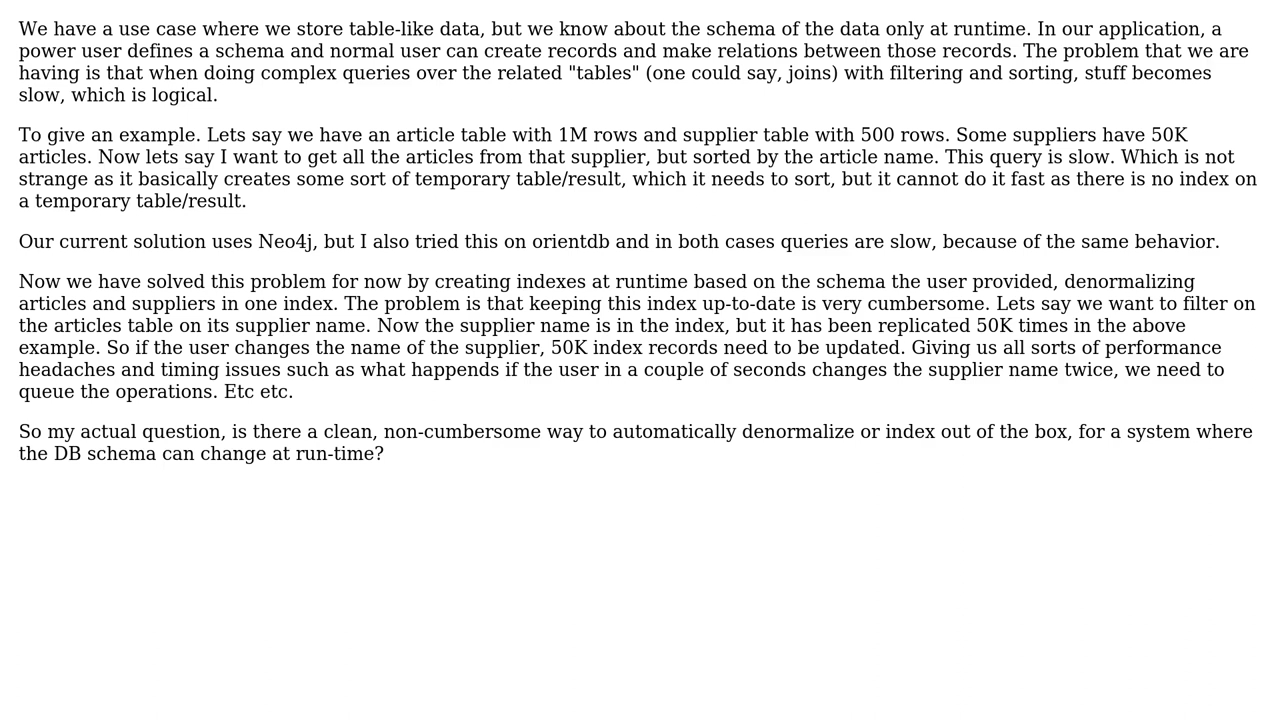 We have a use case where we store table-like data, but we know about the schema of the data only at runtime. In our application, a
power user defines a schema and normal user can create records and make relations between those records. The problem that we are
having is that when doing complex queries over the related "tables" (one could say, joins) with filtering and sorting, stuff becomes
slow, which is logical.
To give an example. Lets say we have an article table with 1M rows and supplier table with 500 rows. Some suppliers have 50K
articles. Now lets say I want to get all the articles from that supplier, but sorted by the article name. This query is slow. Which is not
strange as it basically creates some sort of temporary table/result, which it needs to sort, but it cannot do it fast as there is no index on
a temporary table/result.
Our current solution uses Neo4j, but I also tried this on orientdb and in both cases queries are slow, because of the same behavior.
Now we have solved this problem for now by creating indexes at runtime based on the schema the user provided, denormalizing
articles and suppliers in one index. The problem is that keeping this index up-to-date is very cumbersome. Lets say we want to filter on
the articles table on its supplier name. Now the supplier name is in the index, but it has been replicated 50K times in the above
example. So if the user changes the name of the supplier, 50K index records need to be updated. Giving us all sorts of performance
headaches and timing issues such as what happends if the user in a couple of seconds changes the supplier name twice, we need to
queue the operations. Etc etc.
So my actual question, is there a clean, non-cumbersome way to automatically denormalize or index out of the box, for a system where
the DB schema can change at run-time?